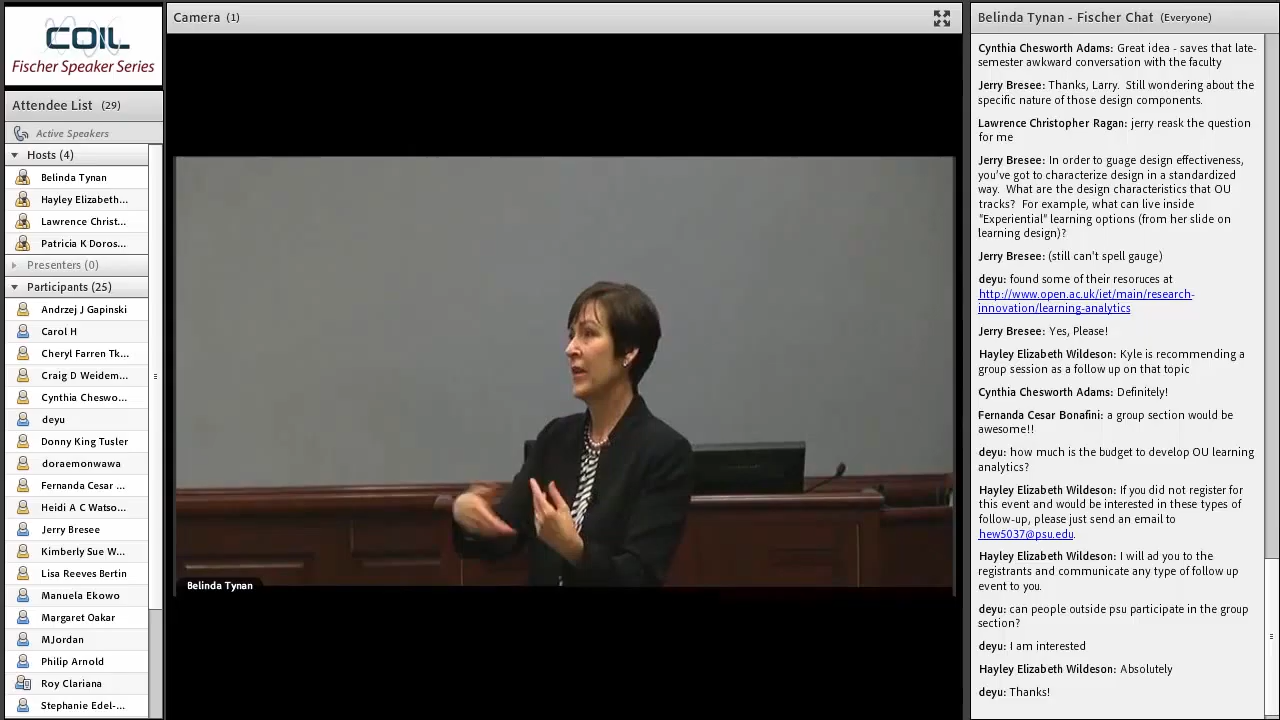 COIL
Fischer Speaker Series
Attendee List (29)
Active Speakers
Hosts (4)
Belinda Tynan
Hayley Elizabeth...
Lawrence Christ...
Patricia K Doros...
Presenters (0)
Participants (25)
Andrzej J Gapinski
Carol H
Cheryl Farren Tk...
Craig D Weidem...
Cynthia Cheswo...
deyu
Donny King Tusler
doraemonwawa
Fernanda Cesar ...
Heidi A C Watso...
Jerry Bresee
Kimberly Sue W...
Lisa Reeves Bertin
Manuela Ekowo
Margaret Oakar
MJordan
Philip Arnold
Roy Clariana
Stephanie Edel-...
Camera (1)
Belinda Tynan
Belinda Tynan - Fischer Chat (Everyone)
Cynthia Chesworth Adams: Great idea - saves that late-
semester awkward conversation with the faculty
Jerry Bresee: Thanks, Larry. Still wondering about the
specific nature of those design components.
Lawrence Christopher Ragan: jerry reask the question
for me
Jerry Bresee: In order to guage design effectiveness,
you've got to characterize design in a standardized
way. What are the design characteristics that OU
tracks? For example, what can live inside
"Experiential" learning options (from her slide on
learning design)?
Jerry Bresee: (still can't spell gauge)
deyu: found some of their resoruces at
http://www.open.ac.uk/iet/main/research-
innovation/learning-analytics
Jerry Bresee: Yes, Please!
Hayley Elizabeth Wildeson: Kyle is recommending a
group session as a follow up on that topic
Cynthia Chesworth Adams: Definitely!
Fernanda Cesar Bonafini: a group section would be
awesome!!
deyu: how much is the budget to develop OU learning
analytics?
Hayley Elizabeth Wildeson: If you did not register for
this event and would be interested in these types of
follow-up, please just send an email to
hew5037@psu.edu.
Hayley Elizabeth Wildeson: I will ad you to the
registrants and communicate any type of follow up
event to you.
deyu: can people outside psu participate in the group
section?
deyu: I am interested
Hayley Elizabeth Wildeson: Absolutely
deyu: Thanks!